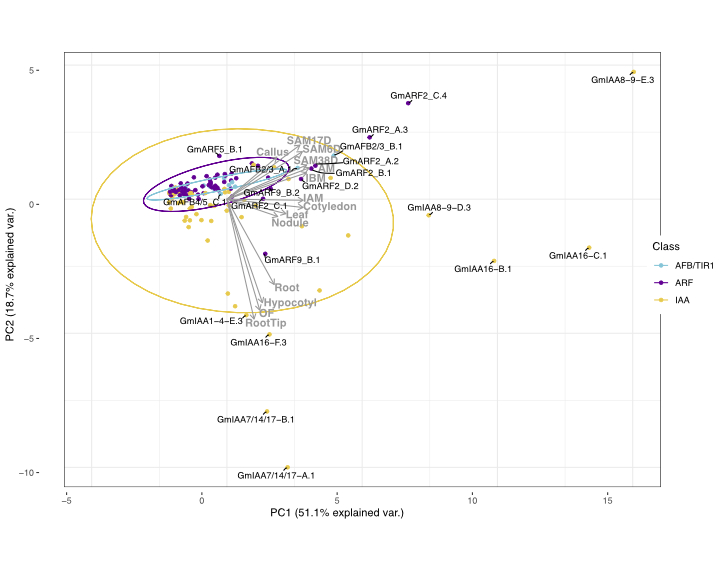 5
0
−5
−10
PC2 (18.7% explained var.)
GmIAA8−9−E.3
GmARF2_C.4
GmARF2_A.3
SAM17D
GmARF5_B.1
Callus
SAM6D
GmAFB2/3_B.1
SAM38D
GmARF2_A.2
GmAFB2/3_A.
AM
GmARF2_B.1
IBM
GmARF2_D.2
GmARF9_B.2
IAM
GmAFB4/5_C.1
GmARF2_C.1
Cotyledon
GmIAA8−9−D.3
Leaf
Nodule
GmIAA16−C.1
GmARF9_B.1
GmIAA16−B.1
Root
Hypocotyl
OF
GmIAA1−4−E.3
RootTip
GmIAA16−F.3
GmIAA7/14/17−B.1
GmIAA7/14/17−A.1
−5
0
5
10
15
PC1 (51.1% explained var.)
Class
AFB/TIR1
ARF
IAA